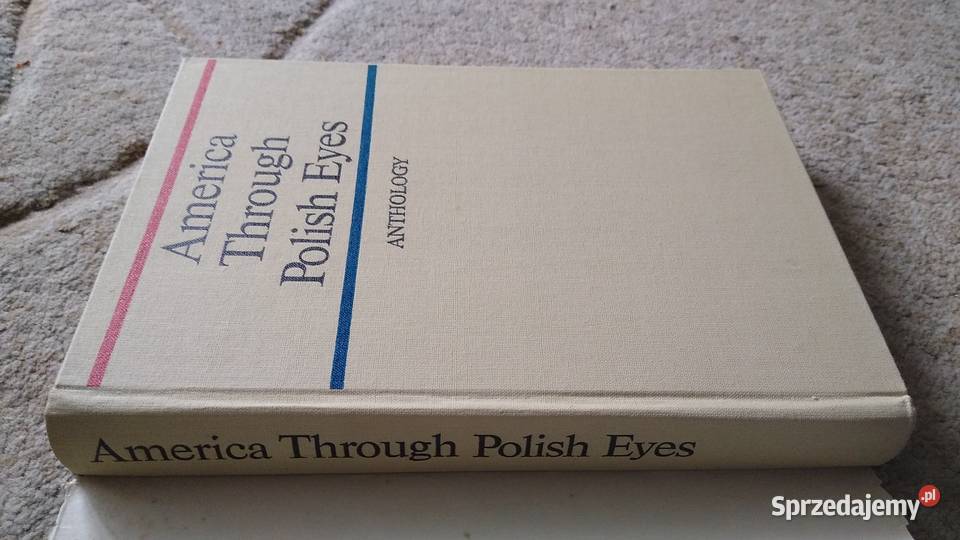 America
Through
Polish Eyes
ANTHOLOGY
America Through Polish Eyes
Sprzedajemy.pl